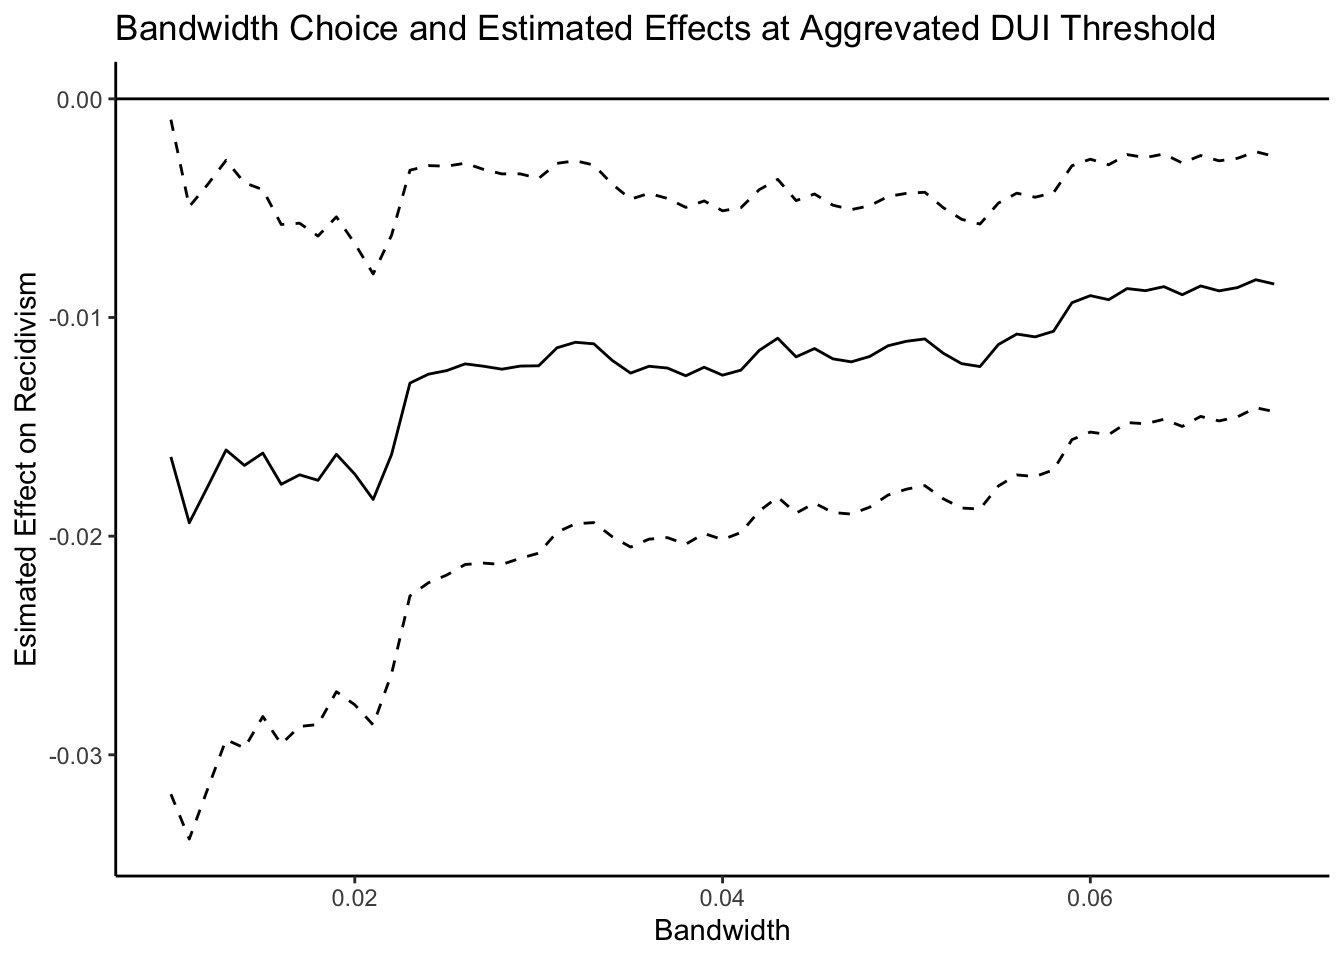 Bandwidth Choice and Estimated Effects at Aggrevated DUI Threshold
Esimated Effect on Recidivism
0.00
-0.01
-0.02
-0.03
0.02 0.04 0.06
Bandwidth